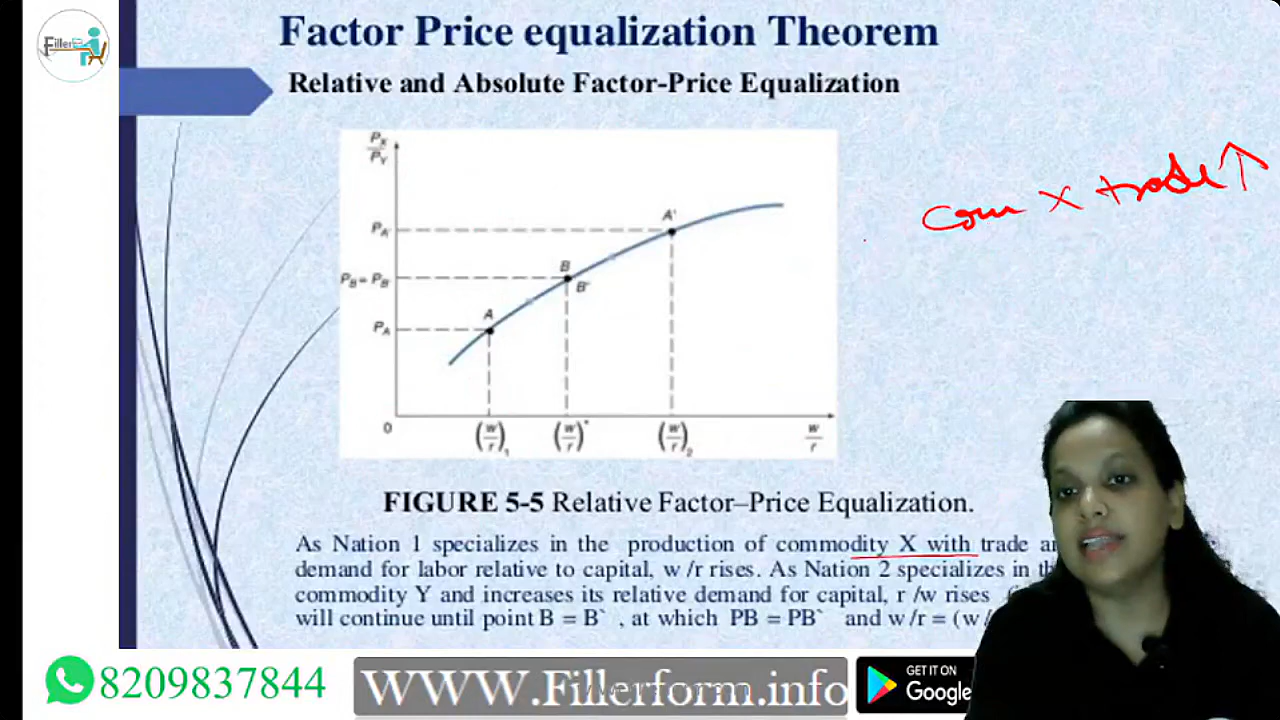 Filler
Factor Price equalization Theorem
Relative and Absolute Factor-Price Equalization
com X trade ↑
Px
Py
PA'
A'
PB = PB'
B
B'
PA
A
0
(w/r)1
(w/r)*
(w/r)2
w/r
FIGURE 5-5 Relative Factor–Price Equalization.
As Nation 1 specializes in the production of commodity X with trade
demand for labor relative to capital, w /r rises. As Nation 2 specializes in
commodity Y and increases its relative demand for capital, r /w rises
will continue until point B = B` , at which PB = PB` and w /r = (w /
8209837844
WWW.Fillerform.info
GET IT ON
Google